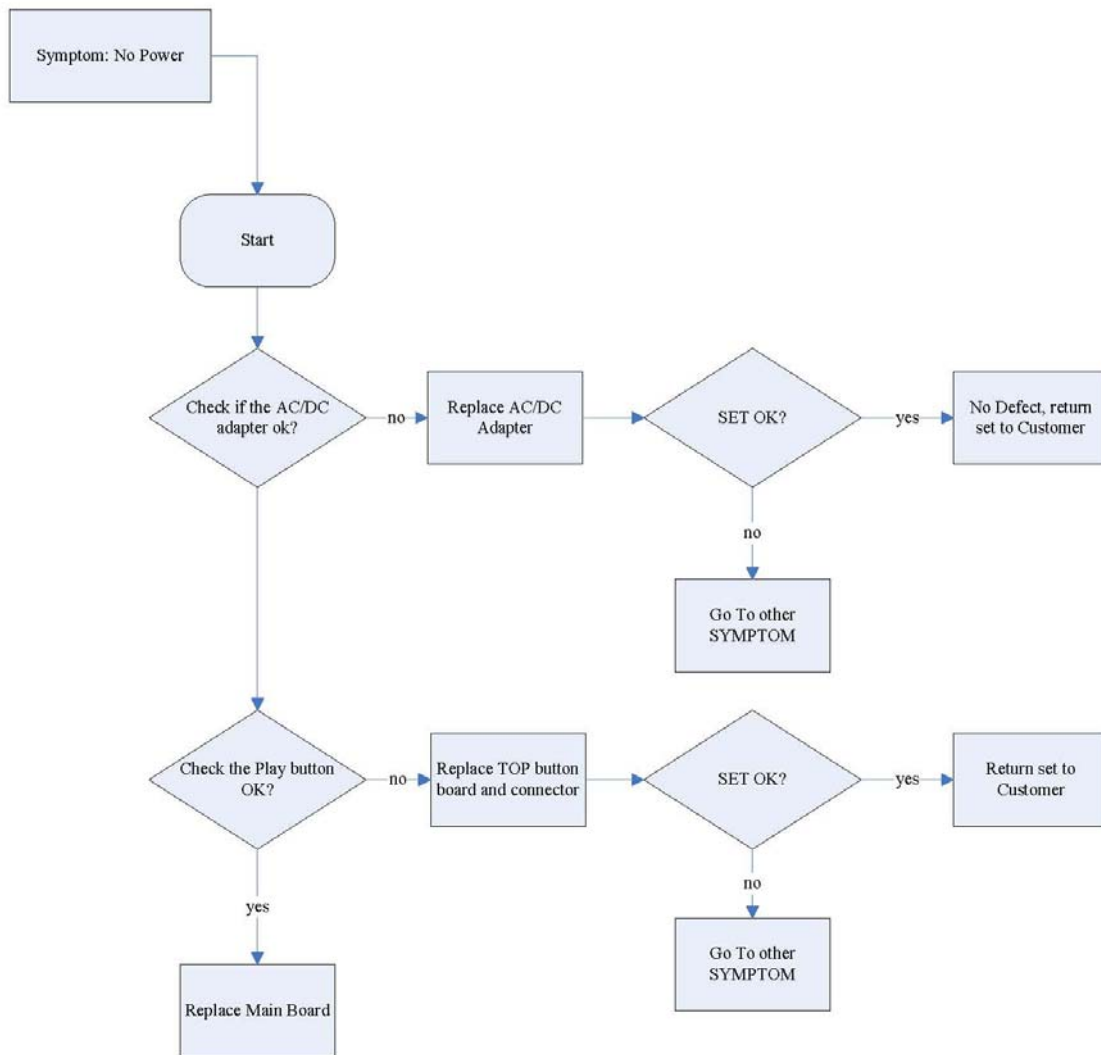 Symptom: No Power
Start
Check if the AC/DC
adapter ok?
no
Replace AC/DC
Adapter
SET OK?
yes
No Defect, return
set to Customer
no
Go To other
SYMPTOM
Check the Play button
OK?
no
Replace TOP button
board and connector
SET OK?
yes
Return set to
Customer
no
Go To other
SYMPTOM
yes
Replace Main Board